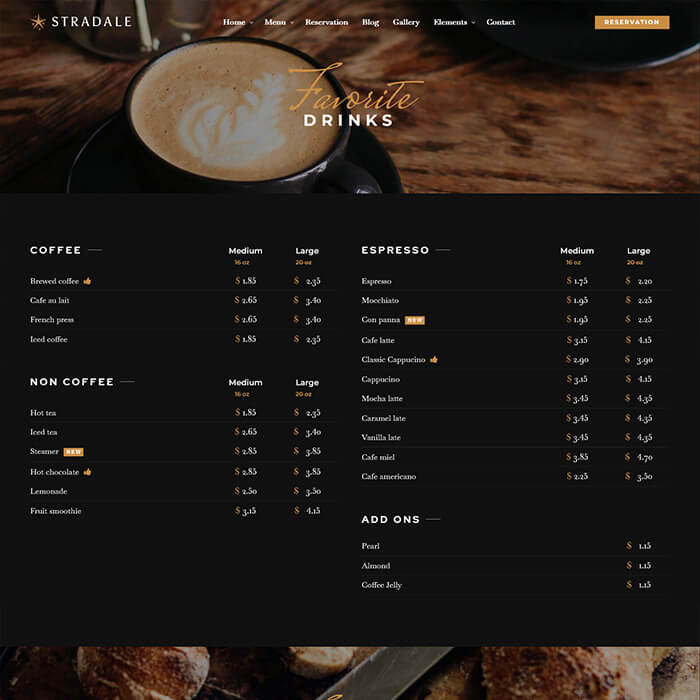 STRADALE
Home Menu Reservation Blog Gallery Elements Contact
RESERVATION
Favorite
DRINKS
COFFEE Medium Large
16 oz 20 oz
Brewed coffee $ 1.85 $ 2.35
Cafe au lait $ 2.65 $ 3.40
French press $ 2.65 $ 3.40
Iced coffee $ 1.85 $ 2.35
NON COFFEE Medium Large
16 oz 20 oz
Hot tea $ 1.85 $ 2.35
Iced tea $ 2.65 $ 3.40
Steamer NEW $ 2.85 $ 3.85
Hot chocolate $ 2.85 $ 3.85
Lemonade $ 2.50 $ 3.50
Fruit smoothie $ 3.15 $ 4.15
ESPRESSO Medium Large
16 oz 20 oz
Espresso $ 1.75 $ 2.20
Mocchiato $ 1.95 $ 2.25
Con panna NEW $ 1.95 $ 2.25
Cafe latte $ 3.15 $ 4.15
Classic Cappucino $ 2.90 $ 3.90
Cappucino $ 3.15 $ 4.15
Mocha latte $ 3.45 $ 4.35
Caramel late $ 3.45 $ 4.35
Vanilla late $ 3.45 $ 4.35
Cafe miel $ 3.85 $ 4.70
Cafe americano $ 2.25 $ 3.50
ADD ONS
Pearl $ 1.15
Almond $ 1.15
Coffee Jelly $ 1.15